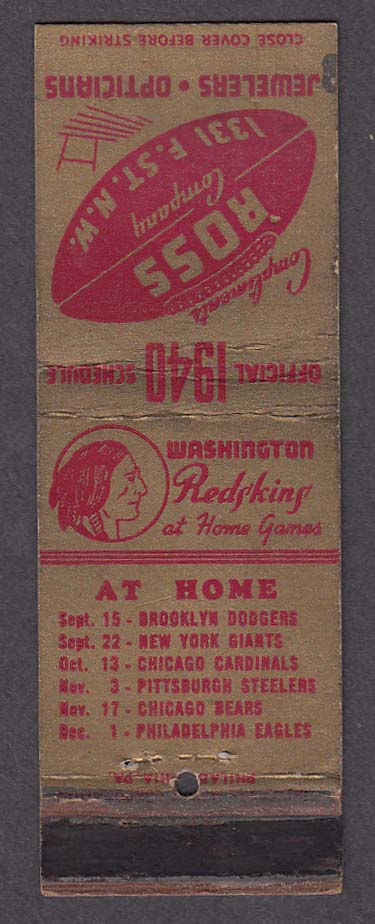 CLOSE COVER BEFORE STRIKING
JEWELERS • OPTICIANS
Compliments
ROSS
Company
1331 F. ST. N.W.
OFFICIAL 1940 SCHEDULE
WASHINGTON
Redskins
at Home Games
AT HOME
Sept. 15 - BROOKLYN DODGERS
Sept. 22 - NEW YORK GIANTS
Oct. 13 - CHICAGO CARDINALS
Nov. 3 - PITTSBURGH STEELERS
Nov. 17 - CHICAGO BEARS
Dec. 1 - PHILADELPHIA EAGLES